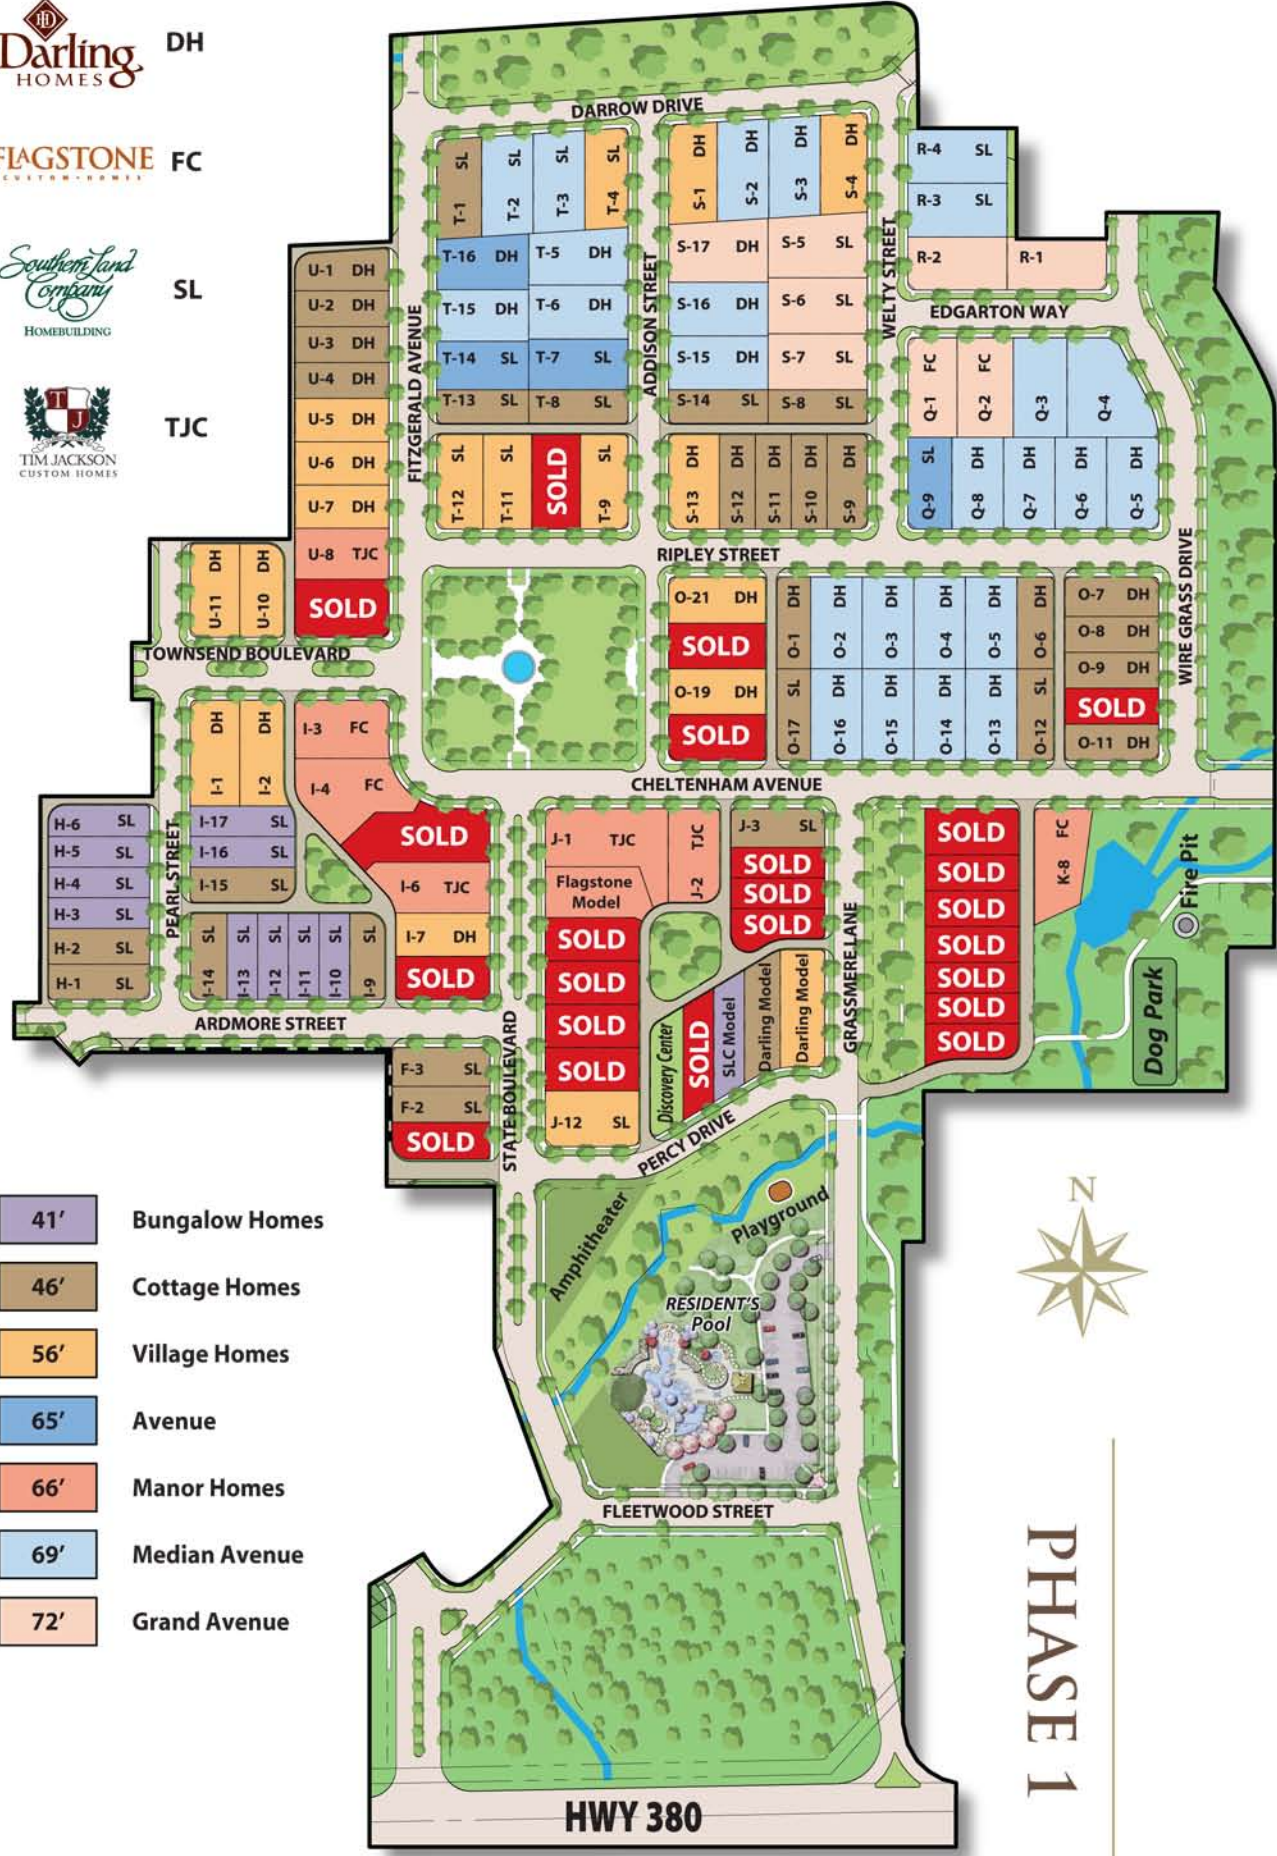 Darling
HOMES
DH
FLAGSTONE
CUSTOM • HOMES
FC
Southern Land
Company
HOMEBUILDING
SL
T J
TIM JACKSON
CUSTOM HOMES
TJC
DARROW DRIVE
T-1 SL
T-2 SL
T-3 SL
T-4 SL
T-16 DH
T-5 DH
T-15 DH
T-6 DH
T-14 SL
T-7 SL
T-13 SL
T-8 SL
T-12 SL
T-11 SL
SOLD
T-9 SL
S-1 DH
S-2 DH
S-3 DH
S-4 DH
S-17 DH
S-5 SL
S-16 DH
S-6 SL
S-15 DH
S-7 SL
S-14 SL
S-8 SL
S-13 DH
S-12 DH
S-11 DH
S-10 DH
S-9 DH
R-4 SL
R-3 SL
R-2
R-1
EDGARTON WAY
Q-1 FC
Q-2 FC
Q-3
Q-4
Q-9 SL
Q-8 DH
Q-7 DH
Q-6 DH
Q-5 DH
U-1 DH
U-2 DH
U-3 DH
U-4 DH
U-5 DH
U-6 DH
U-7 DH
U-8 TJC
SOLD
U-11 DH
U-10 DH
FITZGERALD AVENUE
ADDISON STREET
WELTY STREET
WIRE GRASS DRIVE
RIPLEY STREET
TOWNSEND BOULEVARD
O-21 DH
SOLD
O-19 DH
SOLD
O-1 DH
O-2 DH
O-3 DH
O-4 DH
O-5 DH
O-6 DH
O-17 SL
O-16 DH
O-15 DH
O-14 DH
O-13 DH
O-12 SL
O-7 DH
O-8 DH
O-9 DH
SOLD
O-11 DH
CHELTENHAM AVENUE
I-1 DH
I-2 DH
I-3 FC
I-4 FC
SOLD
I-6 TJC
I-7 DH
SOLD
I-17 SL
I-16 SL
I-15 SL
I-14 SL
I-13 SL
I-12 SL
I-11 SL
I-10 SL
I-9 SL
H-6 SL
H-5 SL
H-4 SL
H-3 SL
H-2 SL
H-1 SL
PEARL STREET
ARDMORE STREET
F-3 SL
F-2 SL
SOLD
STATE BOULEVARD
J-1 TJC
J-2 TJC
Flagstone
Model
SOLD
SOLD
SOLD
SOLD
J-12 SL
J-3 SL
SOLD
SOLD
SOLD
Discovery Center
SOLD
SLC Model
Darling Model
Darling Model
GRASSMERE LANE
SOLD
SOLD
SOLD
SOLD
SOLD
SOLD
SOLD
K-8 FC
Fire Pit
Dog Park
PERCY DRIVE
Amphitheater
Playground
RESIDENT'S
Pool
FLEETWOOD STREET
HWY 380
41' Bungalow Homes
46' Cottage Homes
56' Village Homes
65' Avenue
66' Manor Homes
69' Median Avenue
72' Grand Avenue
N
PHASE 1